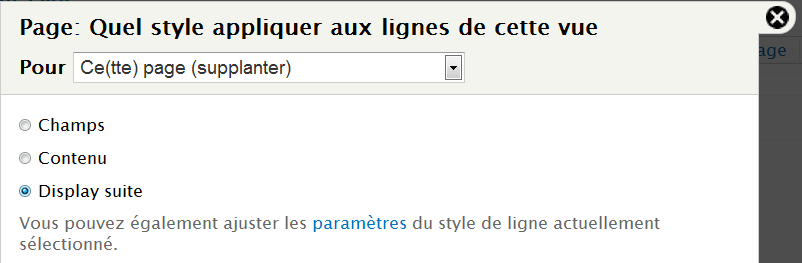 Page: Quel style appliquer aux lignes de cette vue
Pour Ce(tte) page (supplanter)
age
Champs
Contenu
Display suite
Vous pouvez également ajuster les paramètres du style de ligne actuellement
sélectionné.